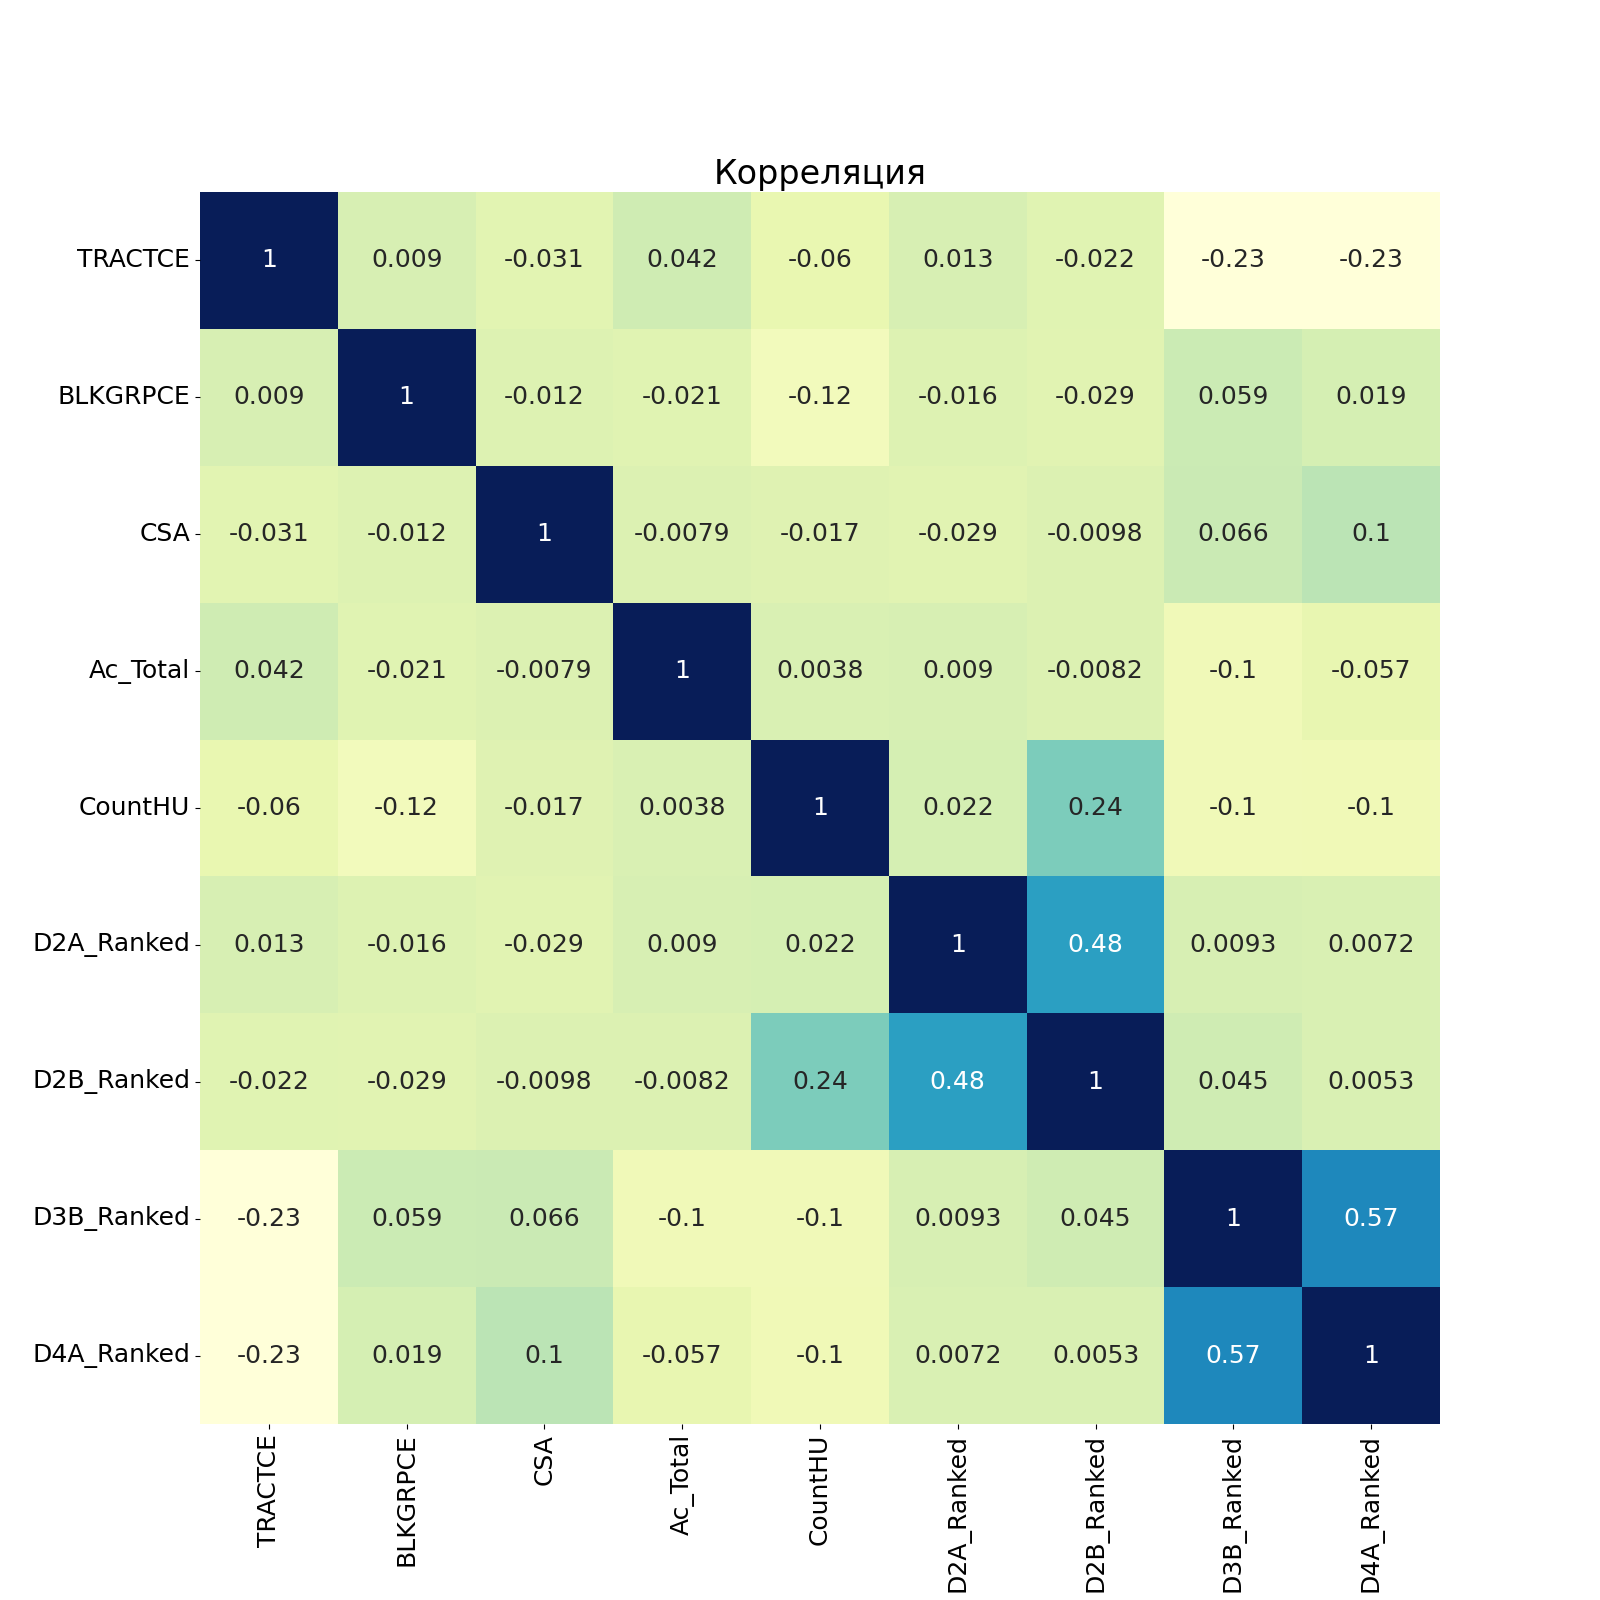 Корреляция
TRACTCE 1 0.009 -0.031 0.042 -0.06 0.013 -0.022 -0.23 -0.23
BLKGRPCE 0.009 1 -0.012 -0.021 -0.12 -0.016 -0.029 0.059 0.019
CSA -0.031 -0.012 1 -0.0079 -0.017 -0.029 -0.0098 0.066 0.1
Ac_Total 0.042 -0.021 -0.0079 1 0.0038 0.009 -0.0082 -0.1 -0.057
CountHU -0.06 -0.12 -0.017 0.0038 1 0.022 0.24 -0.1 -0.1
D2A_Ranked 0.013 -0.016 -0.029 0.009 0.022 1 0.48 0.0093 0.0072
D2B_Ranked -0.022 -0.029 -0.0098 -0.0082 0.24 0.48 1 0.045 0.0053
D3B_Ranked -0.23 0.059 0.066 -0.1 -0.1 0.0093 0.045 1 0.57
D4A_Ranked -0.23 0.019 0.1 -0.057 -0.1 0.0072 0.0053 0.57 1
TRACTCE BLKGRPCE CSA Ac_Total CountHU D2A_Ranked D2B_Ranked D3B_Ranked D4A_Ranked